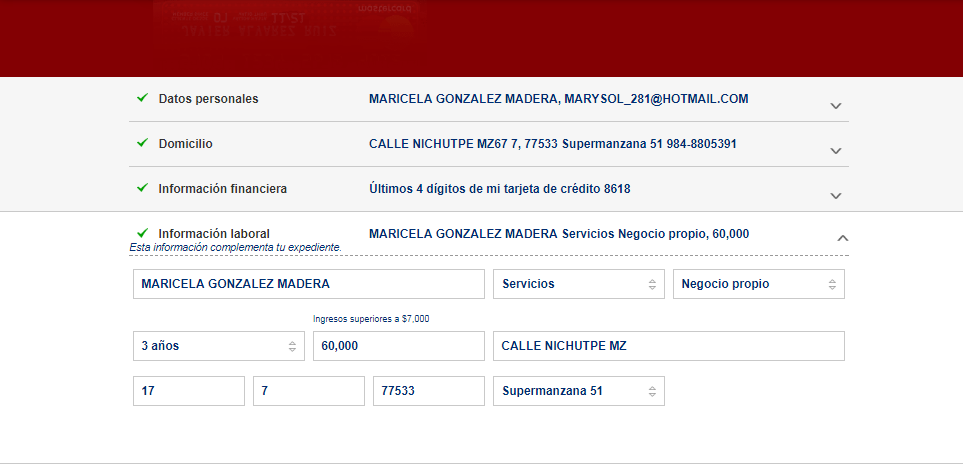 Datos personales MARICELA GONZALEZ MADERA, MARYSOL_281@HOTMAIL.COM
Domicilio CALLE NICHUTPE MZ67 7, 77533 Supermanzana 51 984-8805391
Información financiera Últimos 4 dígitos de mi tarjeta de crédito 8618
Información laboral MARICELA GONZALEZ MADERA Servicios Negocio propio, 60,000
Esta información complementa tu expediente.
MARICELA GONZALEZ MADERA Servicios Negocio propio
Ingresos superiores a $7,000
3 años 60,000 CALLE NICHUTPE MZ
17 7 77533 Supermanzana 51